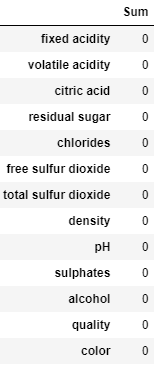 Sum
fixed acidity 0
volatile acidity 0
citric acid 0
residual sugar 0
chlorides 0
free sulfur dioxide 0
total sulfur dioxide 0
density 0
pH 0
sulphates 0
alcohol 0
quality 0
color 0